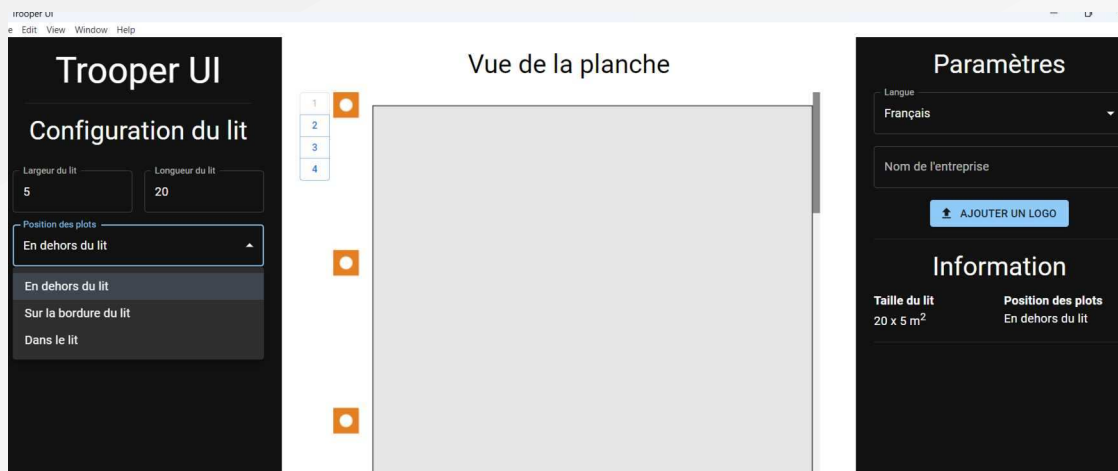 Trooper UI
e Edit View Window Help
Trooper UI
Configuration du lit
Largeur du lit
5
Longueur du lit
20
Position des plots
En dehors du lit
En dehors du lit
Sur la bordure du lit
Dans le lit
Vue de la planche
1
2
3
4
Paramètres
Langue
Français
Nom de l'entreprise
AJOUTER UN LOGO
Information
Taille du lit
20 x 5 m²
Position des plots
En dehors du lit